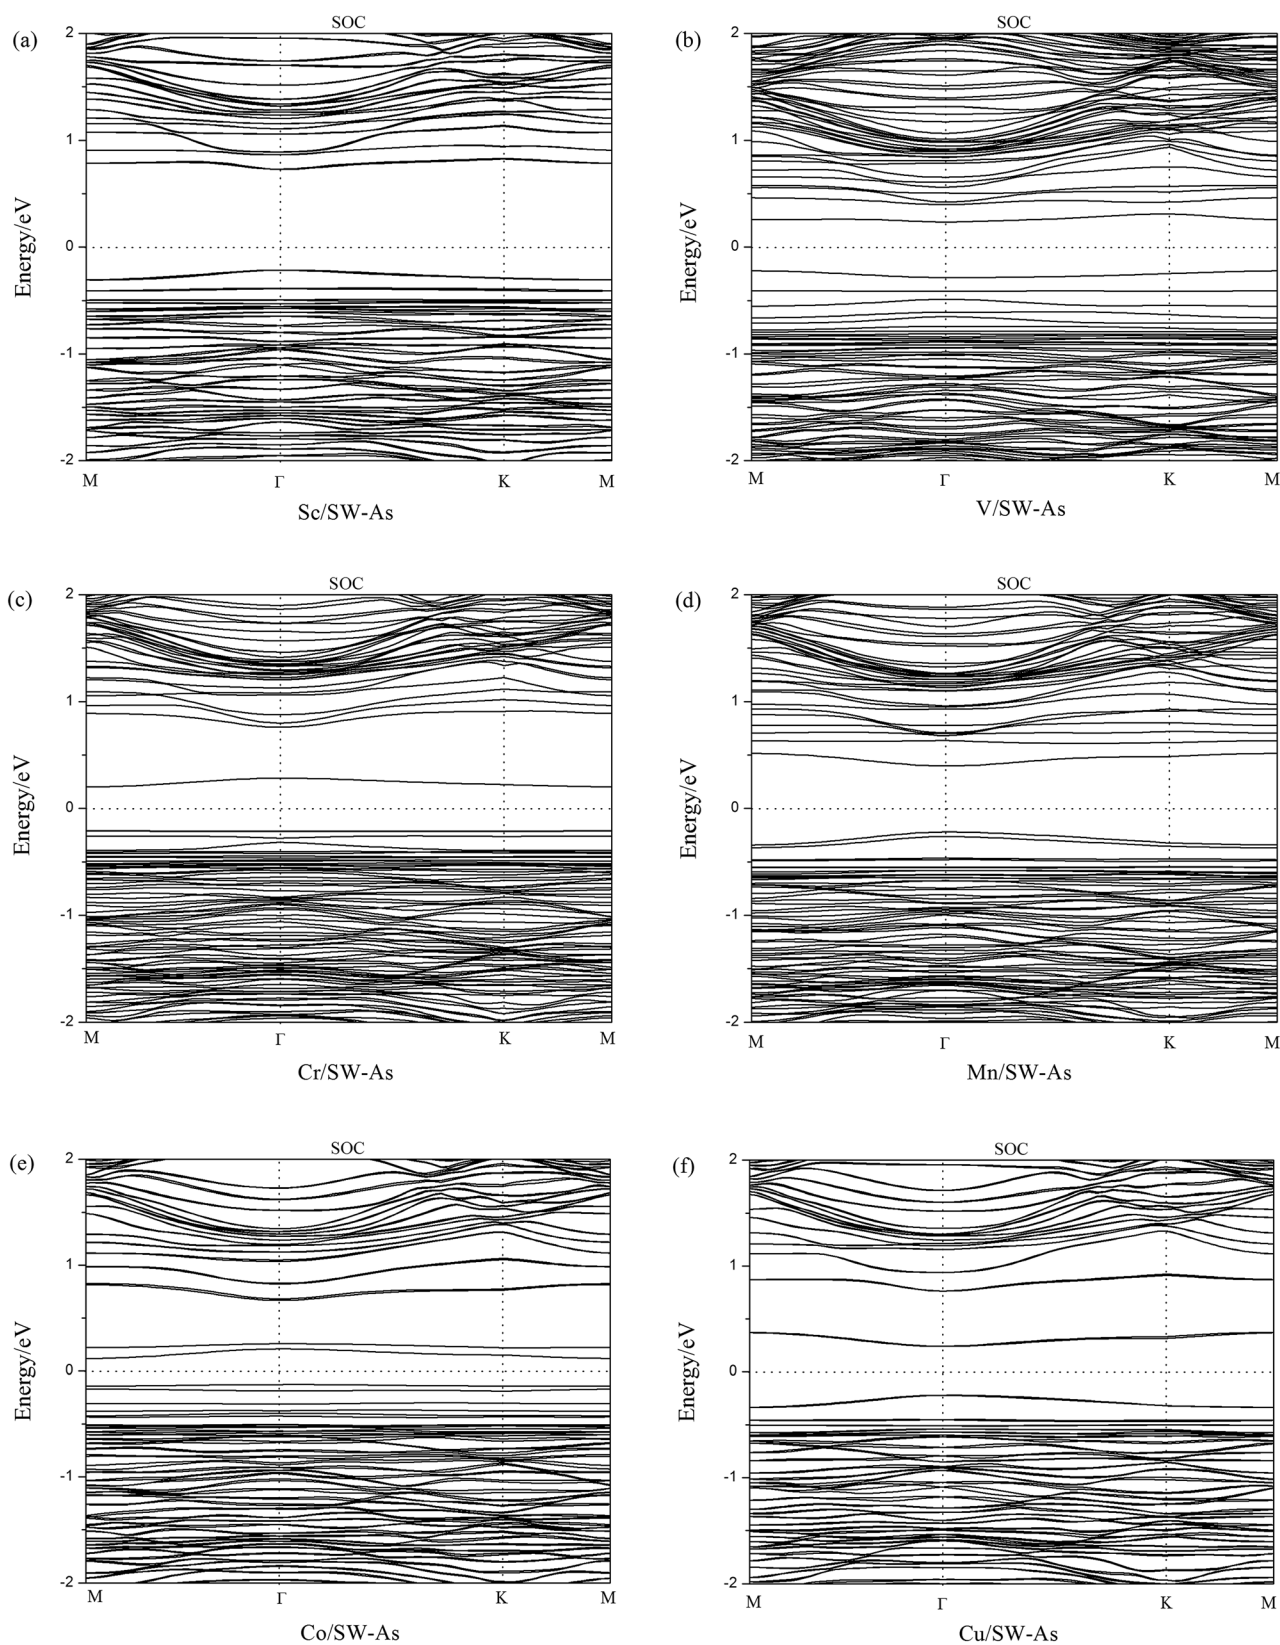 SOC
(a)
2
1
0
-1
-2
Energy/eV
M Γ K M
Sc/SW-As
SOC
(b)
2
1
0
-1
-2
Energy/eV
M Γ K M
V/SW-As
SOC
(c)
2
1
0
-1
-2
Energy/eV
M Γ K M
Cr/SW-As
SOC
(d)
2
1
0
-1
-2
Energy/eV
M Γ K M
Mn/SW-As
SOC
(e)
2
1
0
-1
-2
Energy/eV
M Γ K M
Co/SW-As
SOC
(f)
2
1
0
-1
-2
Energy/eV
M Γ K M
Cu/SW-As